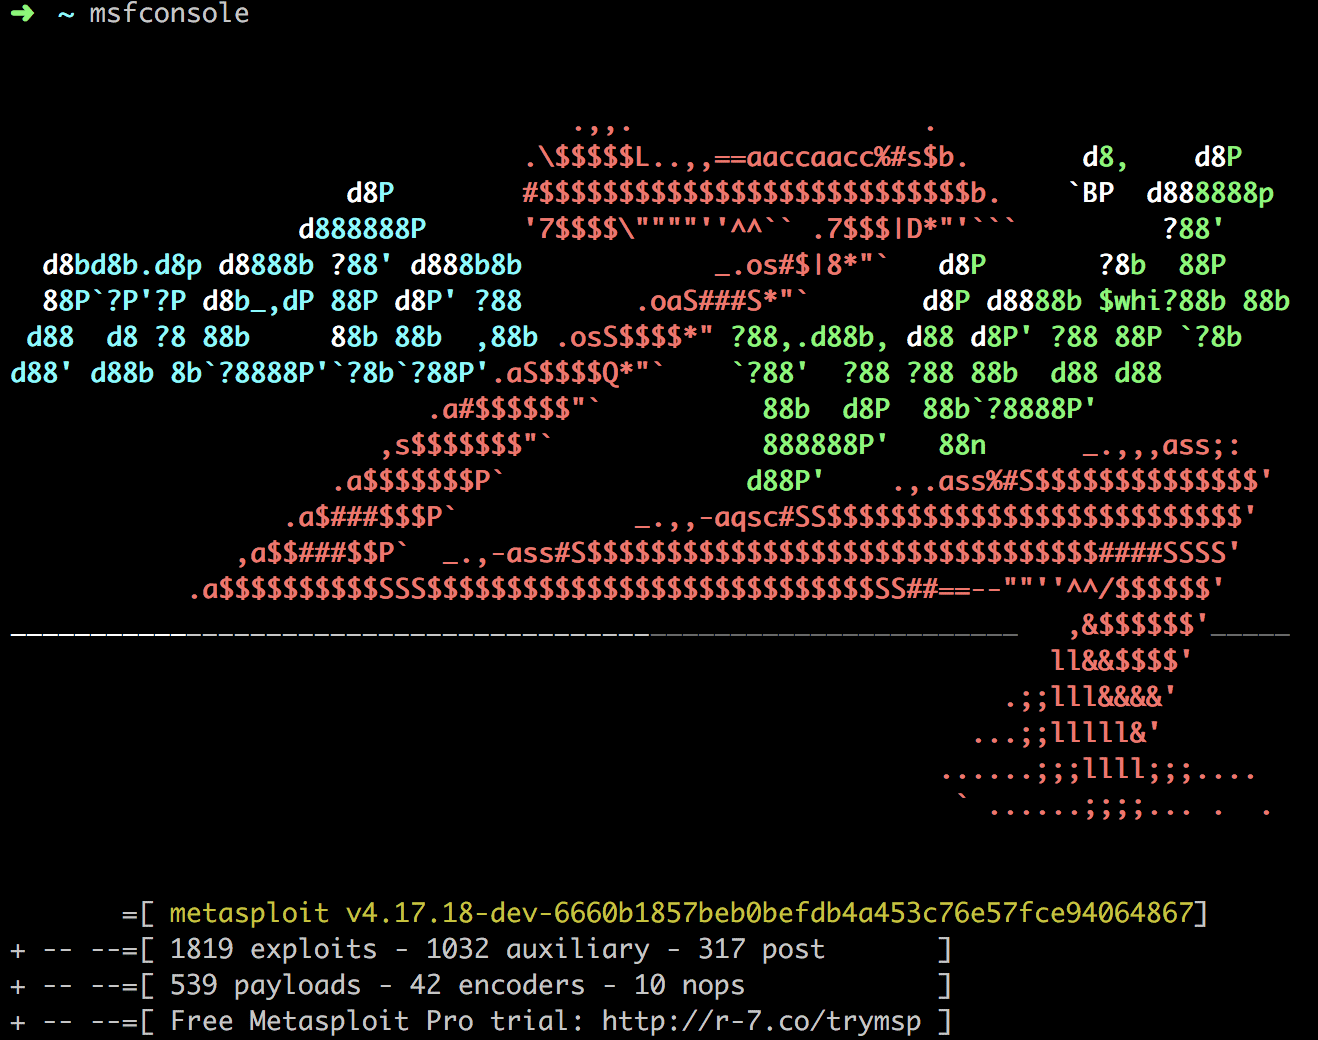 ➜  ~ msfconsole
                                   .,,.                  .
                                .\$$$$$L..,,==aaccaacc%#s$b.       d8,    d8P
                     d8P        #$$$$$$$$$$$$$$$$$$$$$$$$$$$b.    `BP  d888888p
                  d888888P      '7$$$$\""""''^^`` .7$$$|D*"'```         ?88'
  d8bd8b.d8p d8888b ?88' d888b8b            _.os#$|8*"`   d8P       ?8b  88P
  88P`?P'?P d8b_,dP 88P d8P' ?88       .oaS###S*"`       d8P d8888b $whi?88b 88b
 d88  d8 ?8 88b     88b 88b  ,88b .osS$$$$*" ?88,.d88b, d88 d8P' ?88 88P `?8b
d88' d88b 8b`?8888P'`?8b`?88P'.aS$$$$Q*"`    `?88'  ?88 ?88 88b  d88 d88
                          .a#$$$$$$"`          88b  d8P  88b`?8888P'
                       ,s$$$$$$$"`             888888P'   88n      _.,,,ass;:
                    .a$$$$$$$P`               d88P'    .,.ass%#S$$$$$$$$$$$$$$'
                 .a$###$$$P`           _.,,-aqsc#SS$$$$$$$$$$$$$$$$$$$$$$$$$$'
              ,a$$###$$P`  _.,-ass#S$$$$$$$$$$$$$$$$$$$$$$$$$$$$$$$$####SSSS'
           .a$$$$$$$$$$SSS$$$$$$$$$$$$$$$$$$$$$$$$$$$$SS##==--""''^^/$$$$$$'
_______________________________________________________________   ,&$$$$$$'_____
                                                                 ll&&$$$$'
                                                              .;;lll&&&&'
                                                            ...;;lllll&'
                                                          ......;;;llll;;;....
                                                           ` ......;;;;... .  .
       =[ metasploit v4.17.18-dev-6660b1857beb0befdb4a453c76e57fce94064867]
+ -- --=[ 1819 exploits - 1032 auxiliary - 317 post       ]
+ -- --=[ 539 payloads - 42 encoders - 10 nops            ]
+ -- --=[ Free Metasploit Pro trial: http://r-7.co/trymsp ]